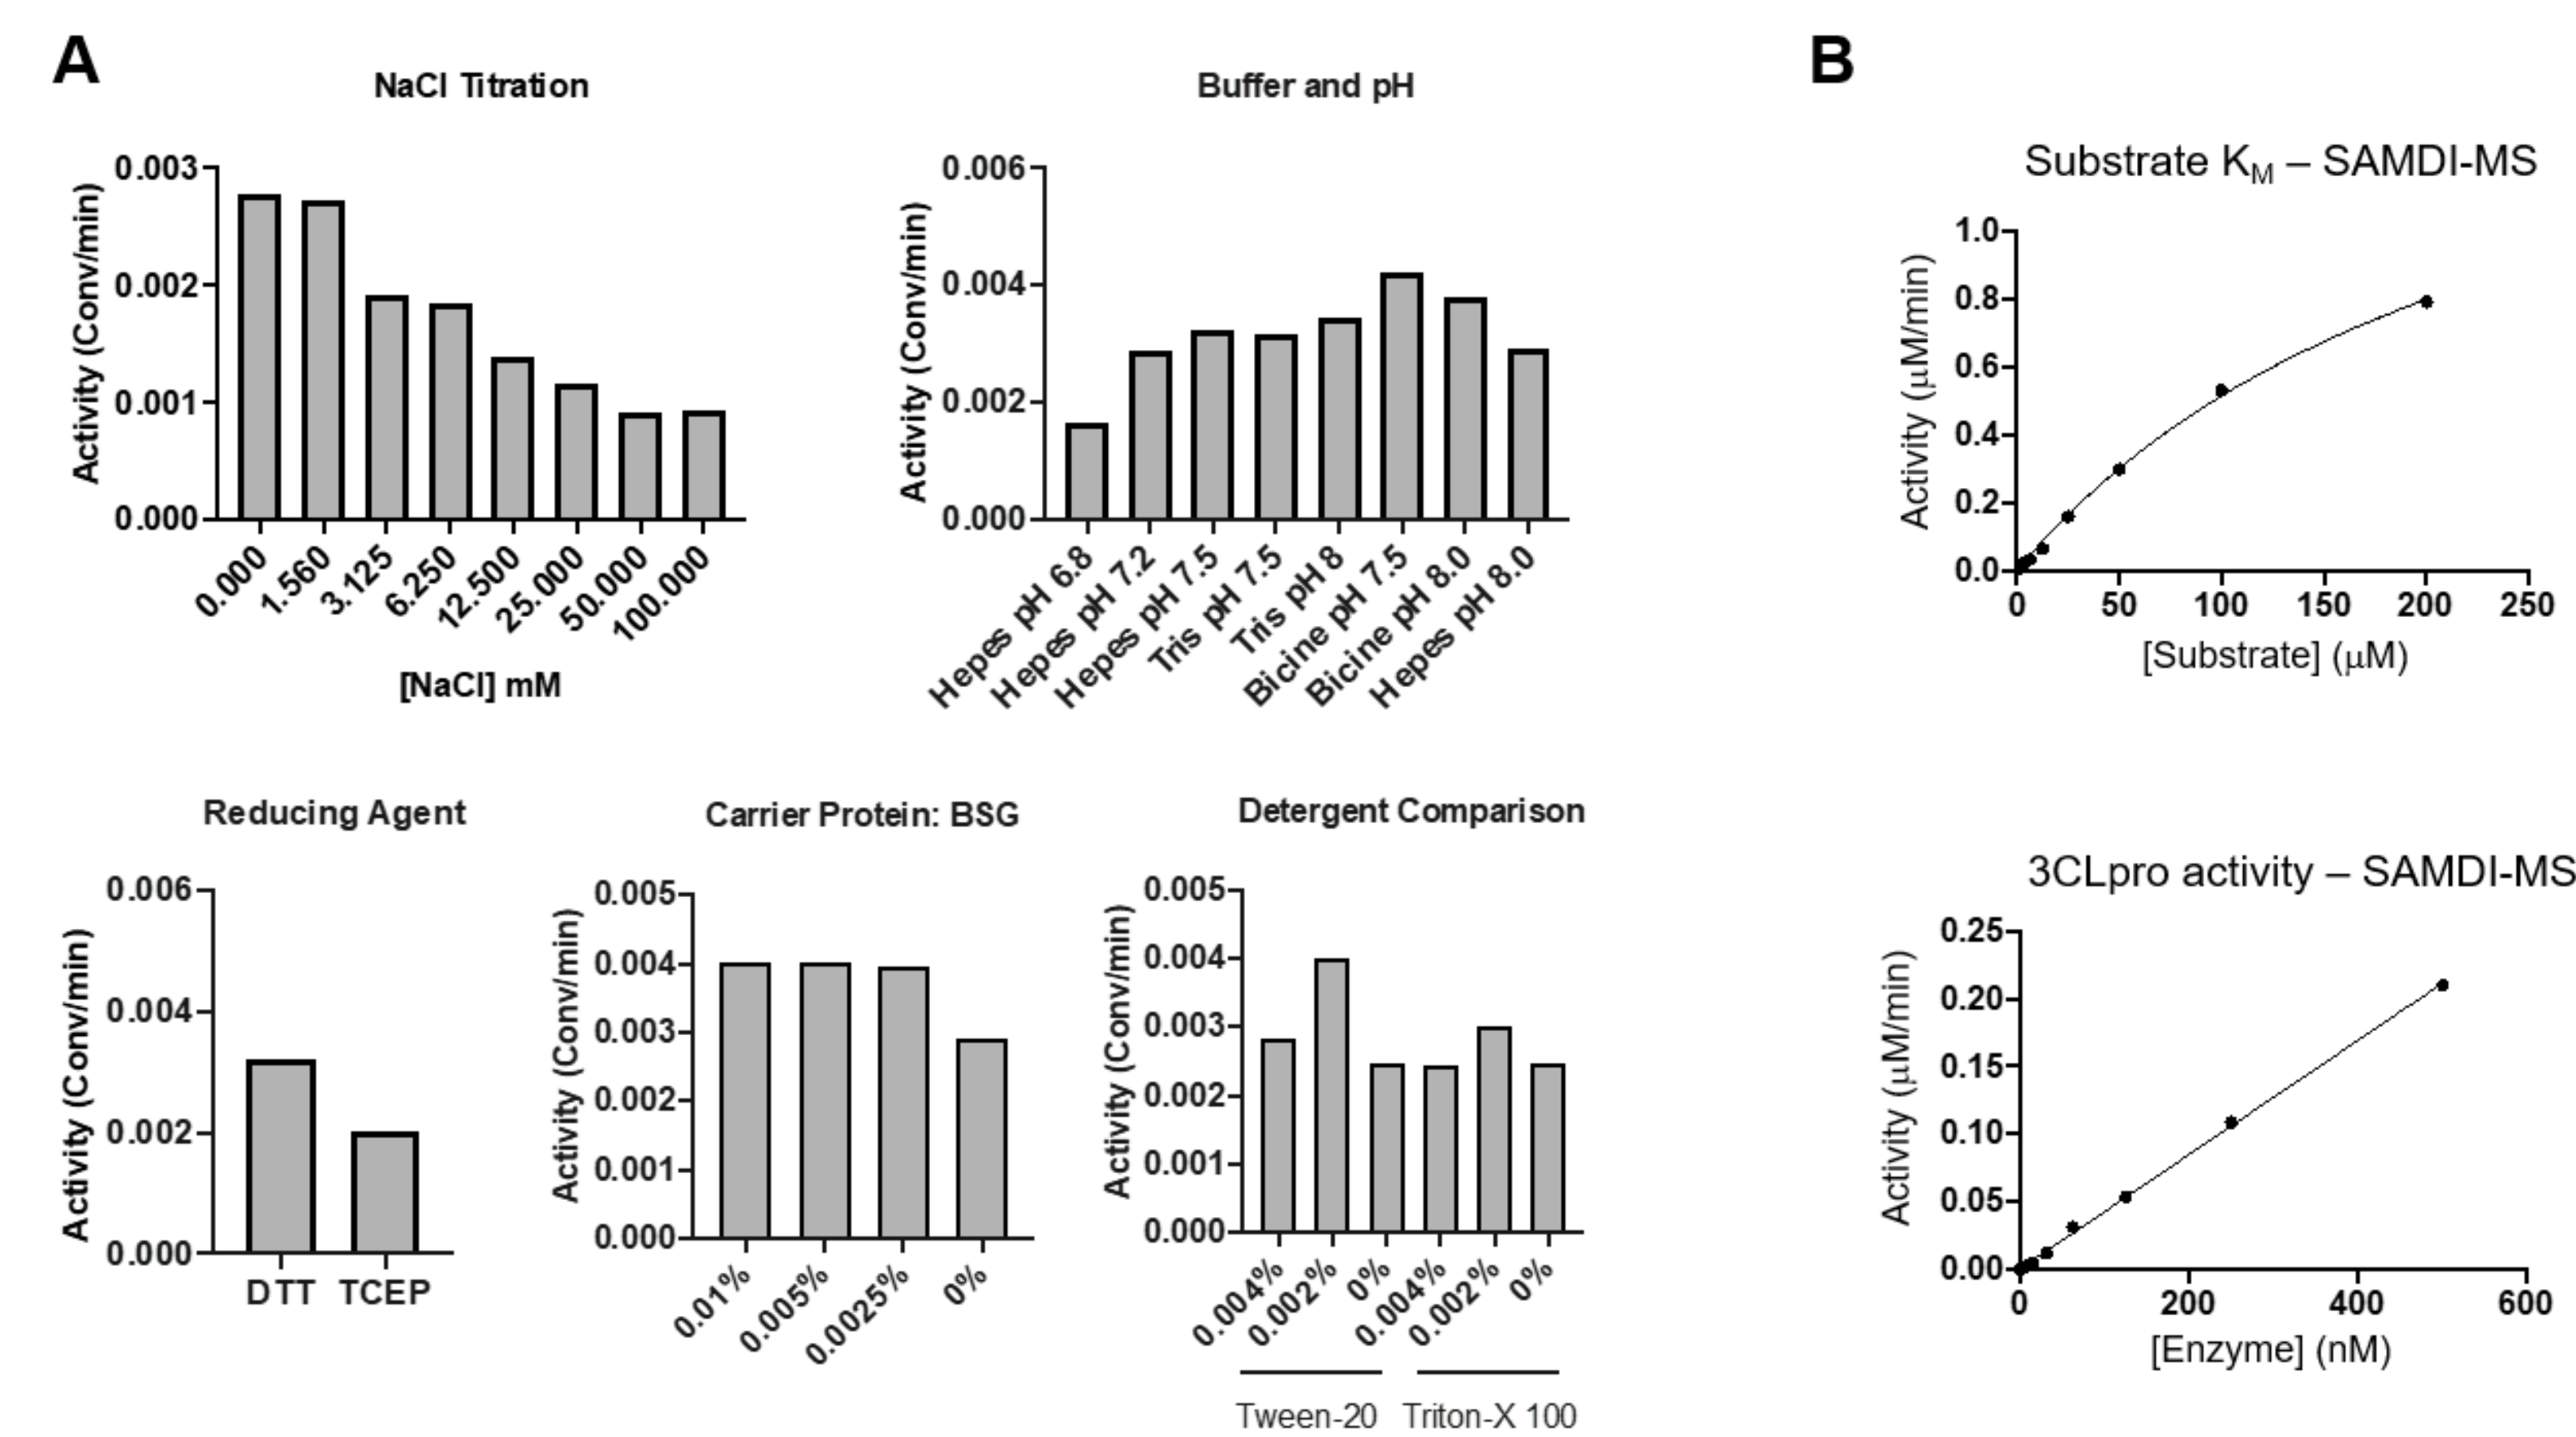 A
NaCl Titration
Activity (Conv/min)
0.003
0.002
0.001
0.000
0.000
1.560
3.125
6.250
12.500
25.000
50.000
100.000
[NaCl] mM
Buffer and pH
Activity (Conv/min)
0.006
0.004
0.002
0.000
Hepes pH 6.8
Hepes pH 7.2
Hepes pH 7.5
Tris pH 7.5
Tris pH 8
Bicine pH 7.5
Bicine pH 8.0
Hepes pH 8.0
Reducing Agent
Activity (Conv/min)
0.006
0.004
0.002
0.000
DTT
TCEP
Carrier Protein: BSG
Activity (Conv/min)
0.005
0.004
0.003
0.002
0.001
0.000
0.01%
0.005%
0.0025%
0%
Detergent Comparison
Activity (Conv/min)
0.005
0.004
0.003
0.002
0.001
0.000
0.004%
0.002%
0%
0.004%
0.002%
0%
Tween-20
Triton-X 100
B
Substrate KM – SAMDI-MS
Activity (μM/min)
1.0
0.8
0.6
0.4
0.2
0.0
0
50
100
150
200
250
[Substrate] (μM)
3CLpro activity – SAMDI-MS
Activity (μM/min)
0.25
0.20
0.15
0.10
0.05
0.00
0
200
400
600
[Enzyme] (nM)